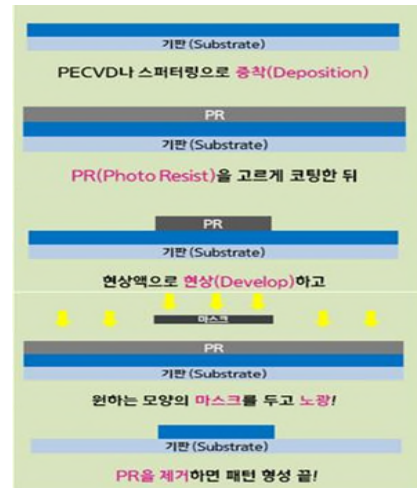 기판(Substrate)
PECVD나 스퍼터링으로 증착(Deposition)
PR
기판(Substrate)
PR(Photo Resist)을 고르게 코팅한 뒤
PR
기판(Substrate)
현상액으로 현상(Develop)하고
마스크
PR
기판(Substrate)
원하는 모양의 마스크를 두고 노광!
기판(Substrate)
PR을 제거하면 패턴 형성 끝!